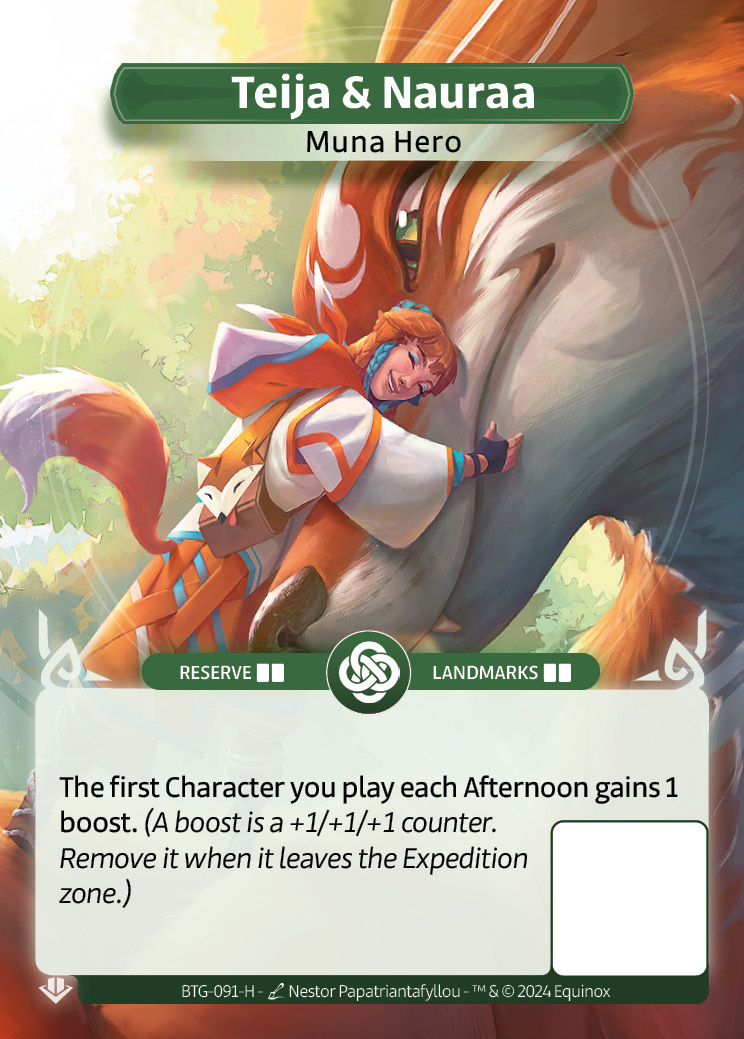 Teija & Nauraa
Muna Hero
RESERVE
LANDMARKS
The first Character you play each Afternoon gains 1
boost. (A boost is a +1/+1/+1 counter.
Remove it when it leaves the Expedition
zone.)
BTG-091-H - Nestor Papatriantafyllou - ™ & © 2024 Equinox